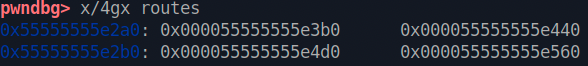 pwndbg> x/4gx routes
0x55555555e2a0: 0x000055555555e3b0 0x000055555555e440
0x55555555e2b0: 0x000055555555e4d0 0x000055555555e560